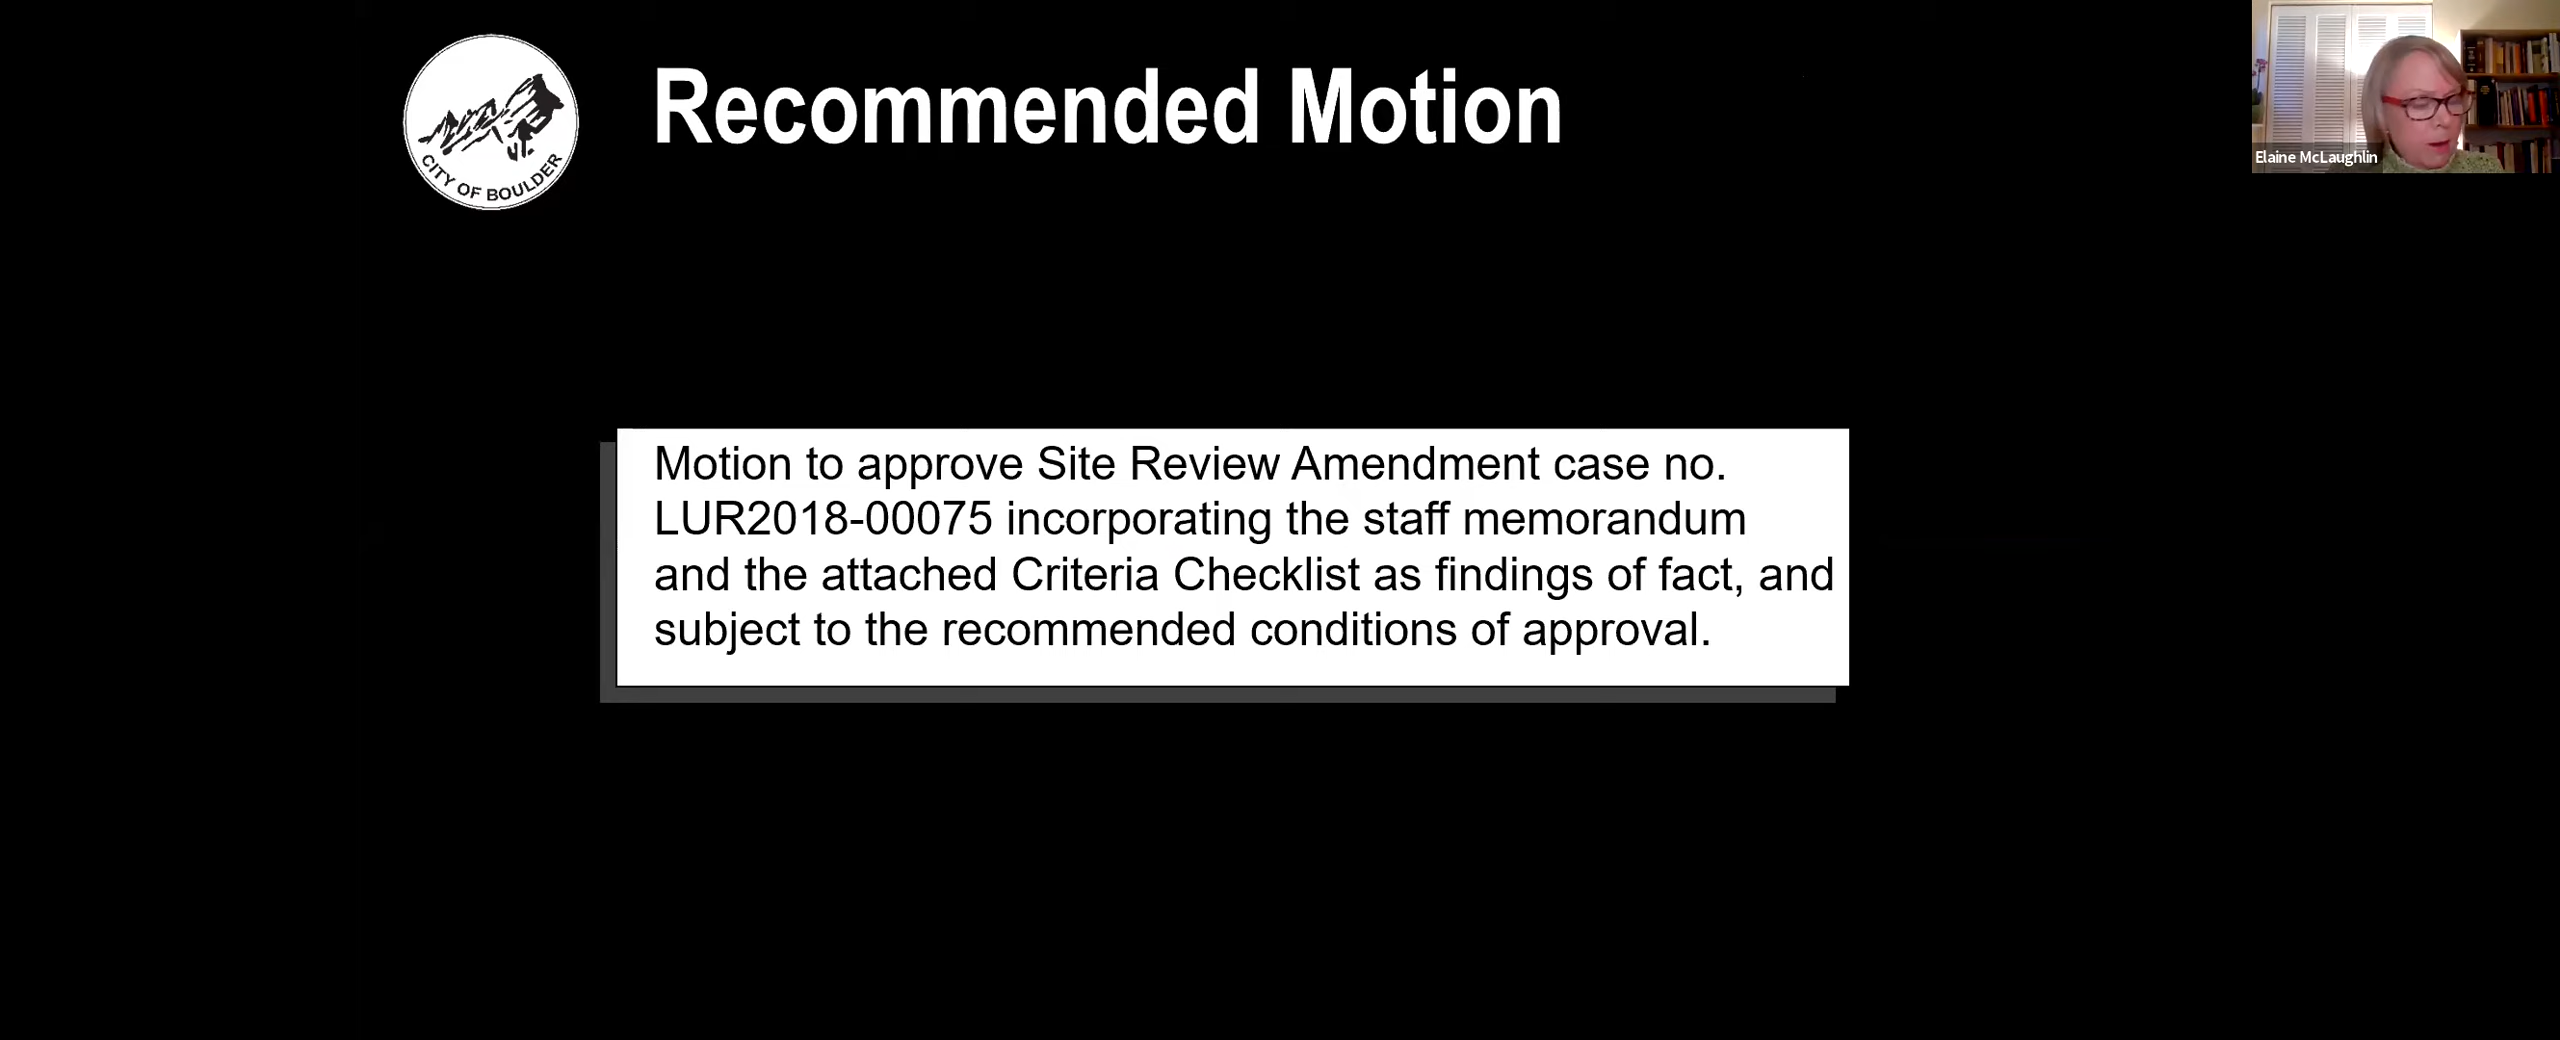 Recommended Motion
CITY OF BOULDER
Elaine McLaughlin
Motion to approve Site Review Amendment case no.
LUR2018-00075 incorporating the staff memorandum
and the attached Criteria Checklist as findings of fact, and
subject to the recommended conditions of approval.